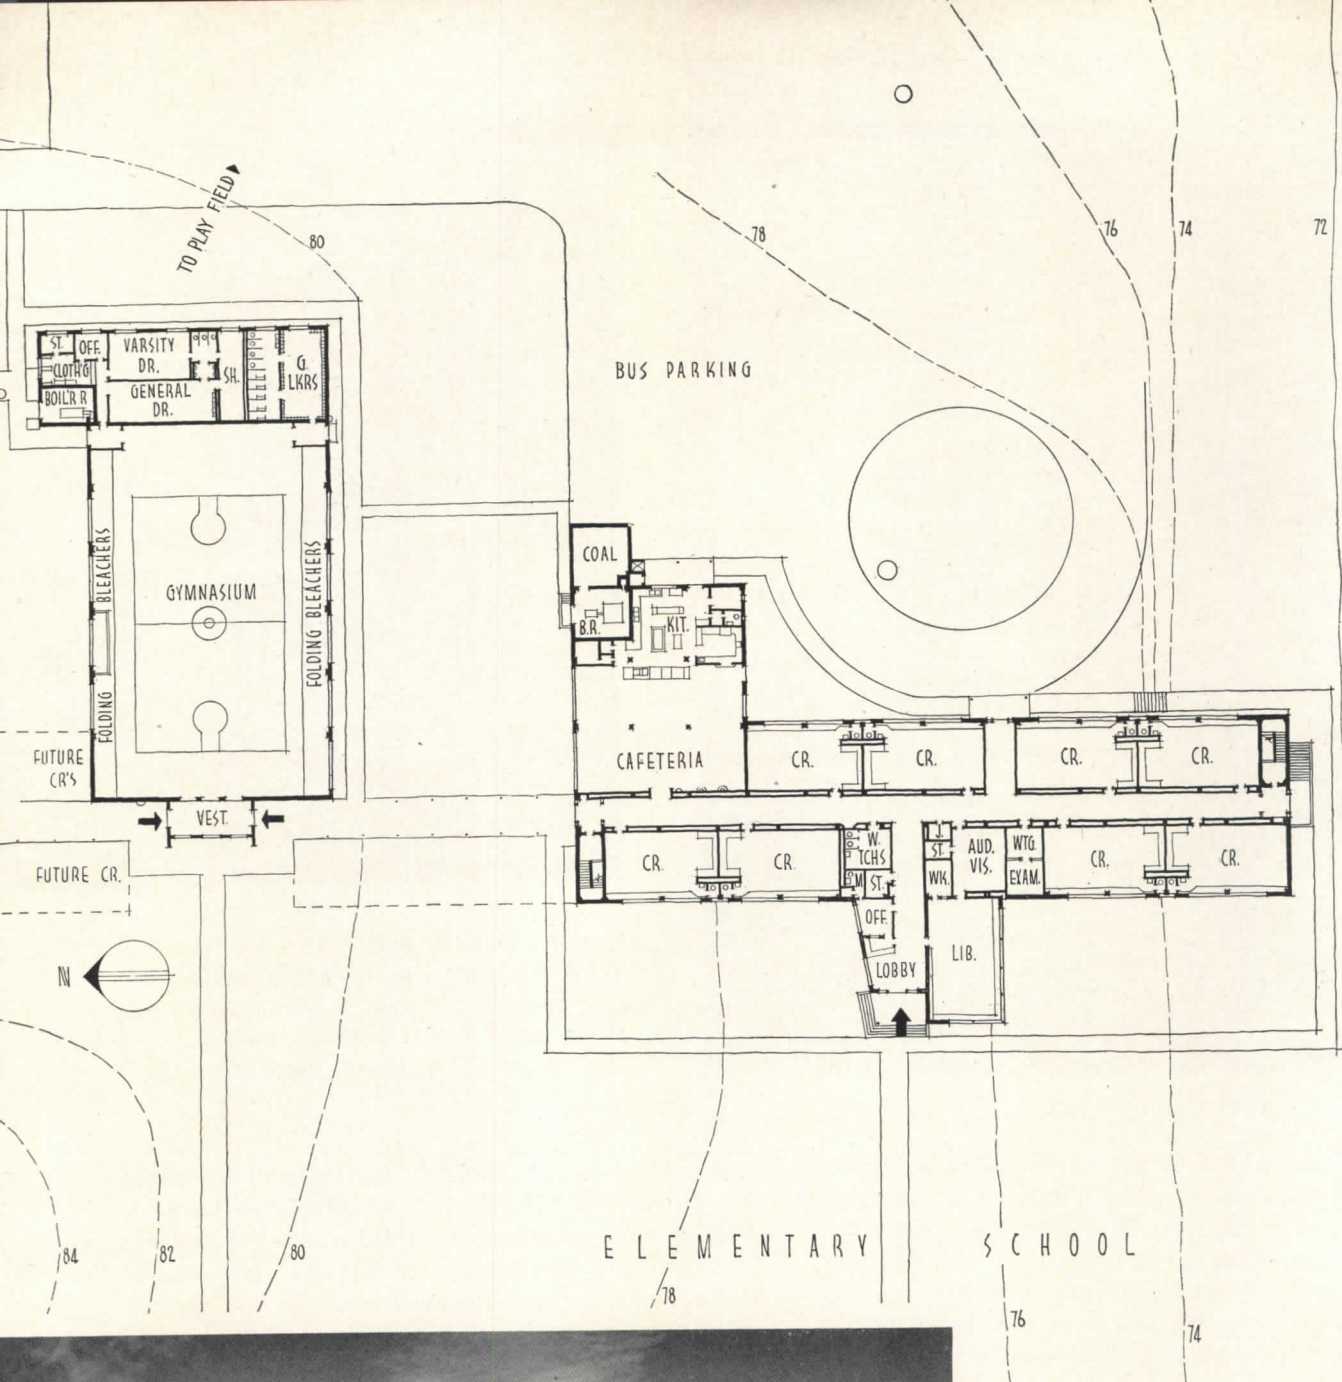 TO PLAY FIELD
80
78
76
74
72
BUS PARKING
ST.
OFF.
VARSITY
DR.
CLOTH'G
BOIL'R R
GENERAL
DR.
SH.
G.
LKRS
FOLDING BLEACHERS
GYMNASIUM
FOLDING BLEACHERS
FUTURE
CR'S
VEST.
FUTURE CR.
COAL
B.R.
KIT.
CAFETERIA
CR.
CR.
CR.
CR.
CR.
CR.
W.
TCHS
M
ST.
OFF.
LOBBY
J.
ST.
WK.
AUD.
VIS.
WTG.
EXAM.
LIB.
CR.
CR.
N
84
82
80
78
76
74
ELEMENTARY SCHOOL